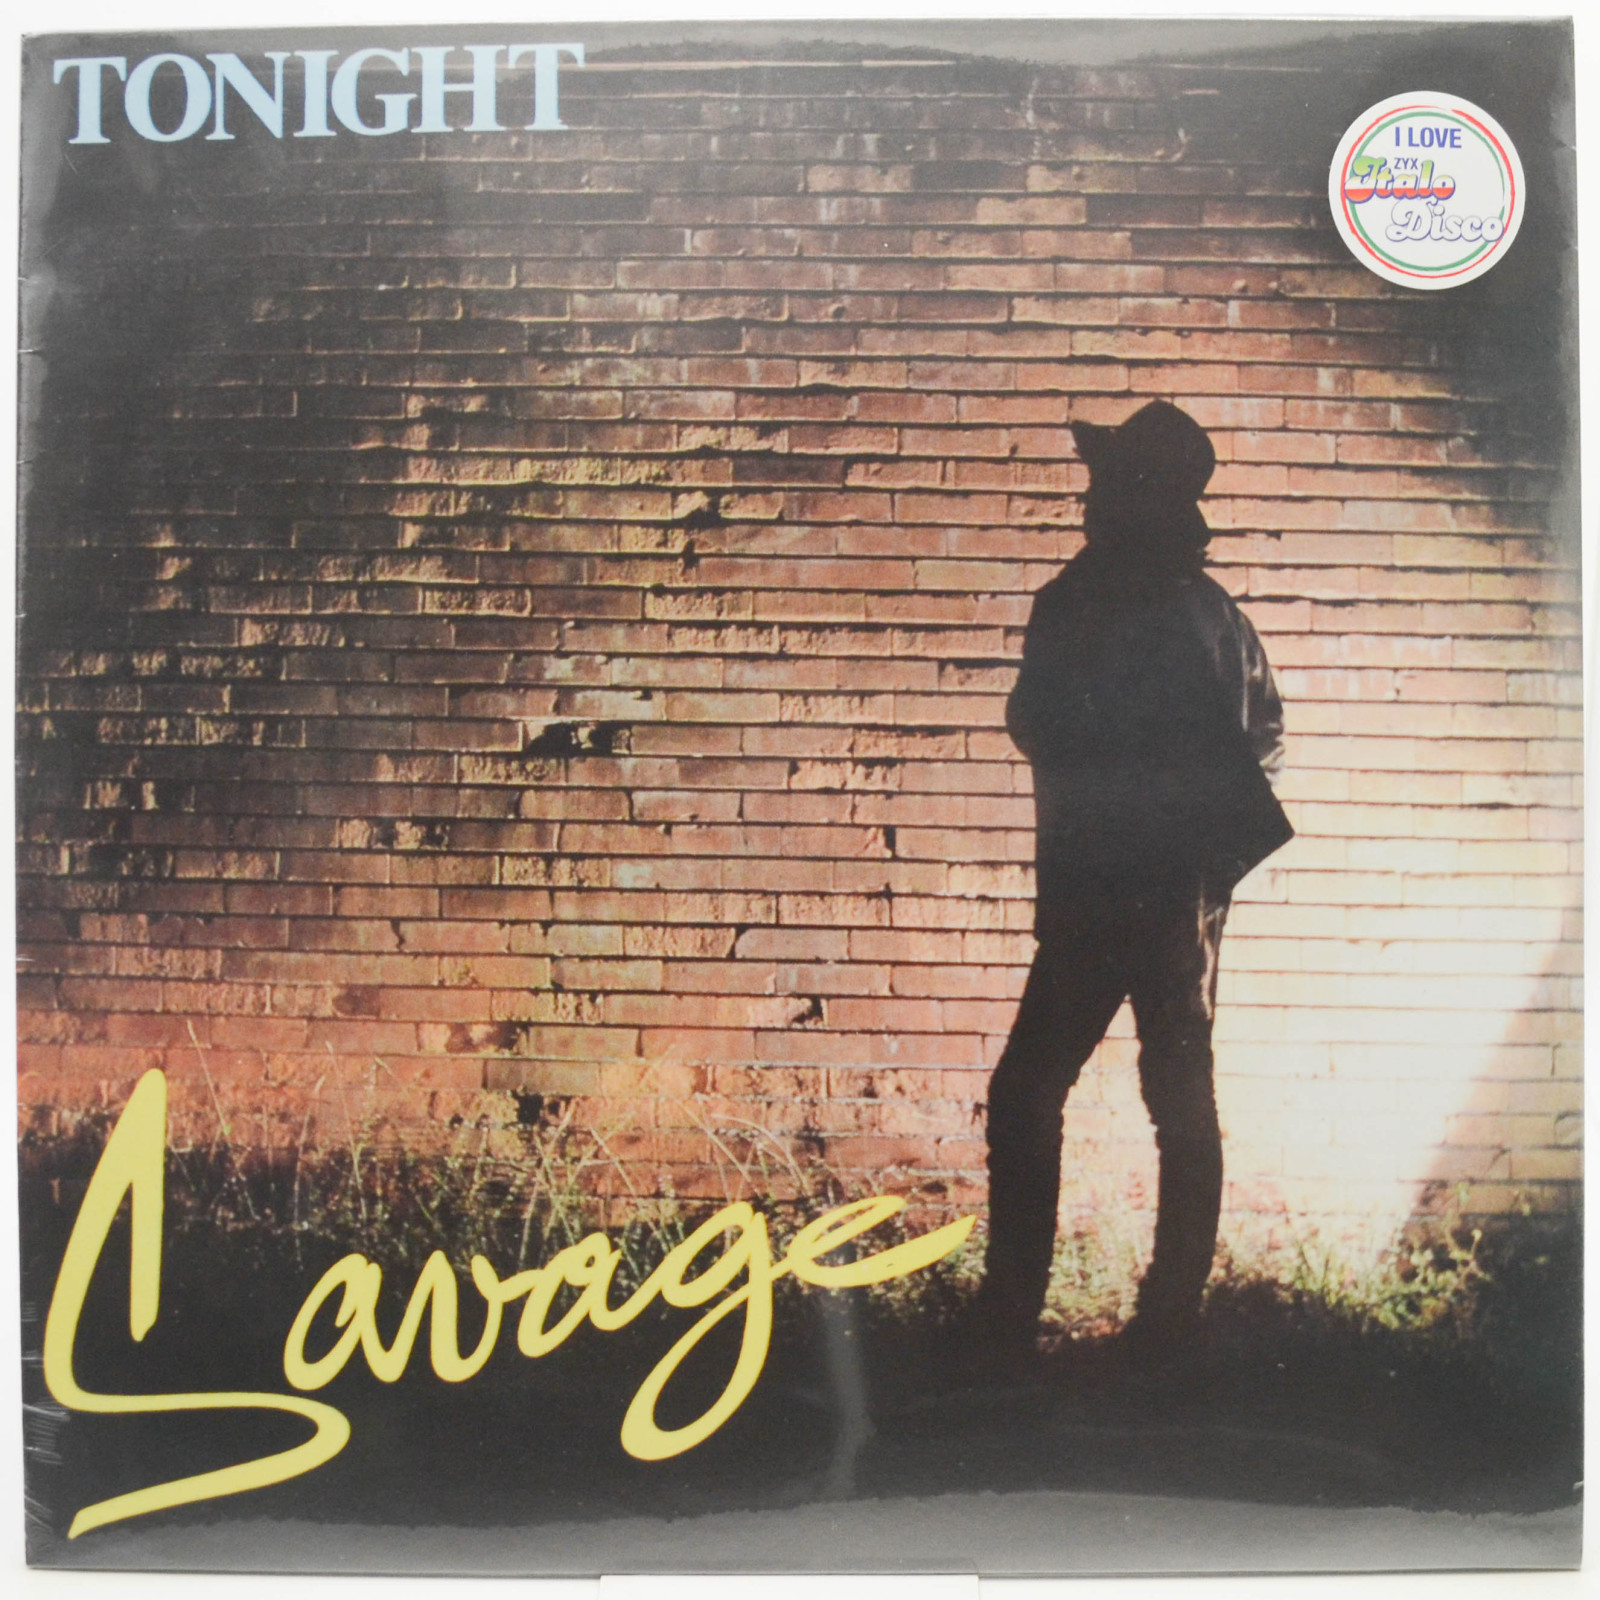 TONIGHT
I LOVE
ZYX
Italo
Disco
Savage